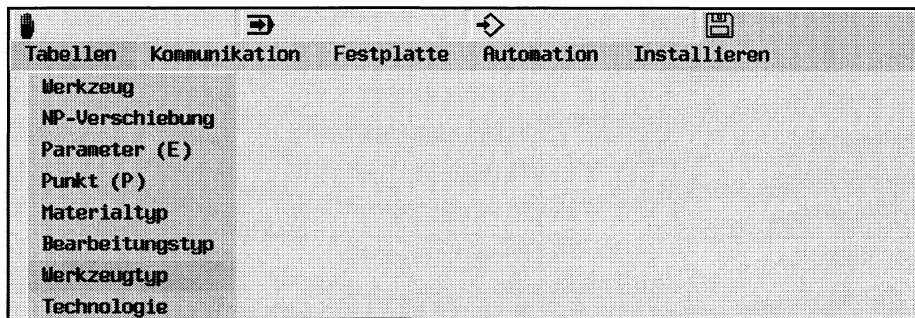 Tabellen Kommunikation Festplatte Automation Installieren
Werkzeug
NP-Verschiebung
Parameter (E)
Punkt (P)
Materialtyp
Bearbeitungstyp
Werkzeugtyp
Technologie